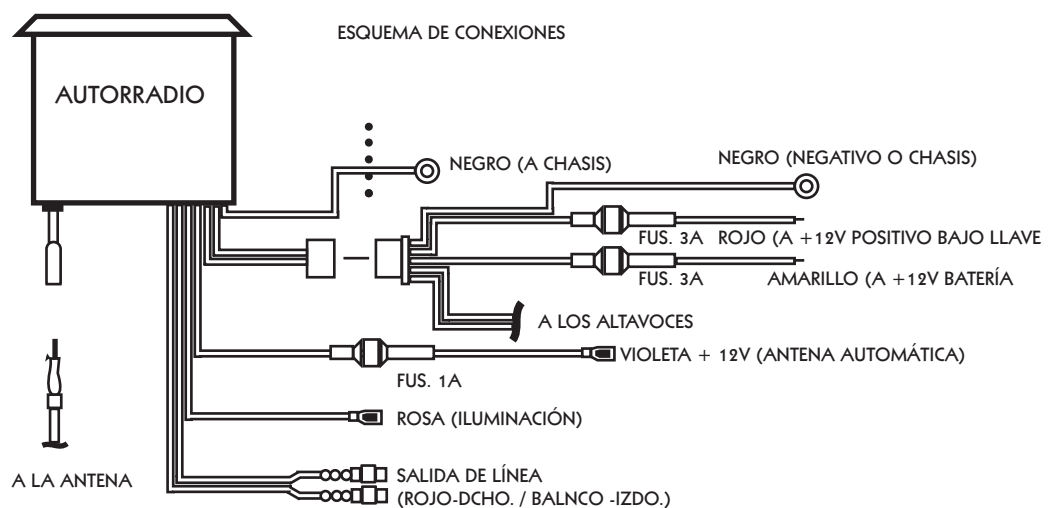 ESQUEMA DE CONEXIONES
AUTORRADIO
NEGRO (A CHASIS)
NEGRO (NEGATIVO O CHASIS)
FUS. 3A
ROJO (A +12V POSITIVO BAJO LLAVE
FUS. 3A
AMARILLO (A +12V BATERÍA
A LOS ALTAVOCES
VIOLETA + 12V (ANTENA AUTOMÁTICA)
FUS. 1A
ROSA (ILUMINACIÓN)
A LA ANTENA
SALIDA DE LÍNEA
(ROJO-DCHO. / BALNCO -IZDO.)